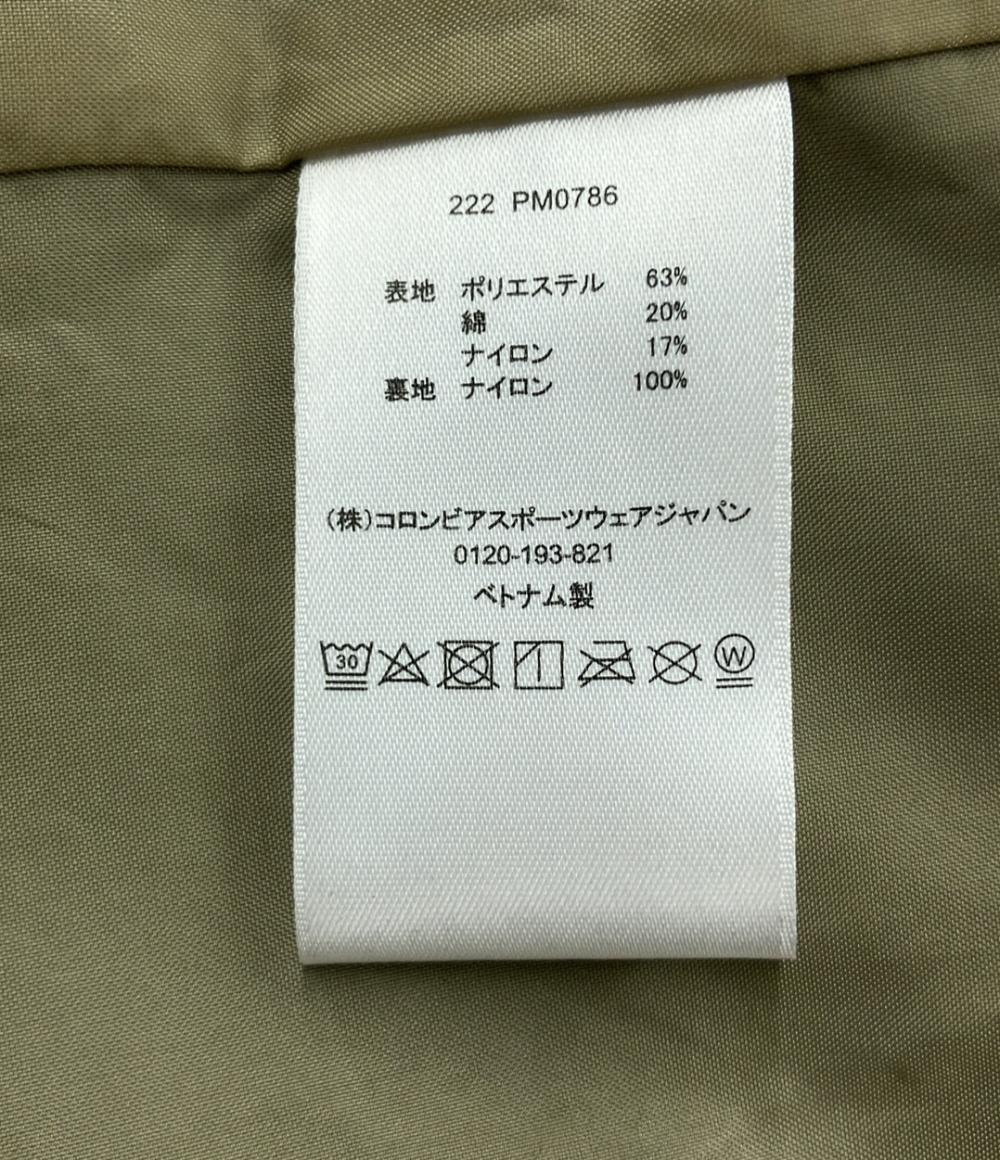 222 PM0786
表地 ポリエステル 63%
綿 20%
ナイロン 17%
裏地 ナイロン 100%
(株)コロンビアスポーツウェアジャパン
0120-193-821
ベトナム製
30 W